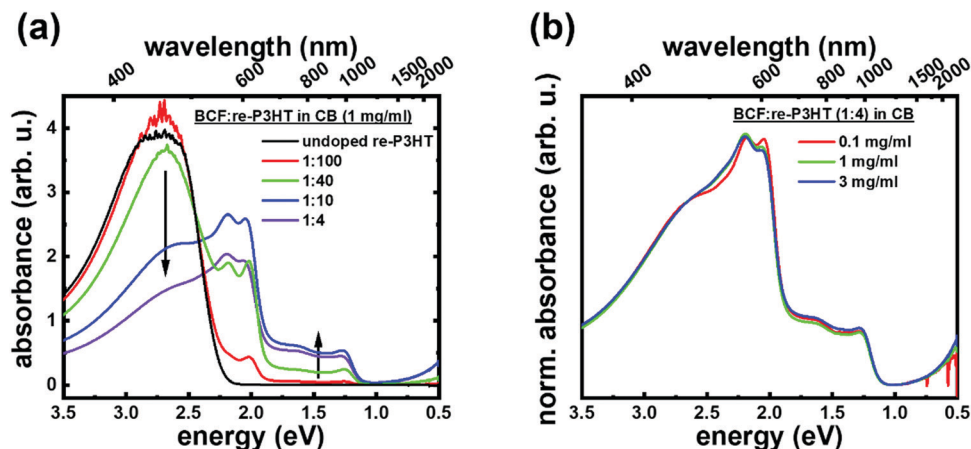 (a)
wavelength (nm)
400 600 800 1000 1500 2000
absorbance (arb. u.)
4
3
2
1
0
BCF:re-P3HT in CB (1 mg/ml)
undoped re-P3HT
1:100
1:40
1:10
1:4
3.5 3.0 2.5 2.0 1.5 1.0 0.5
energy (eV)
(b)
wavelength (nm)
400 600 800 1000 1500 2000
norm. absorbance (arb. u.)
BCF:re-P3HT (1:4) in CB
0.1 mg/ml
1 mg/ml
3 mg/ml
3.5 3.0 2.5 2.0 1.5 1.0 0.5
energy (eV)